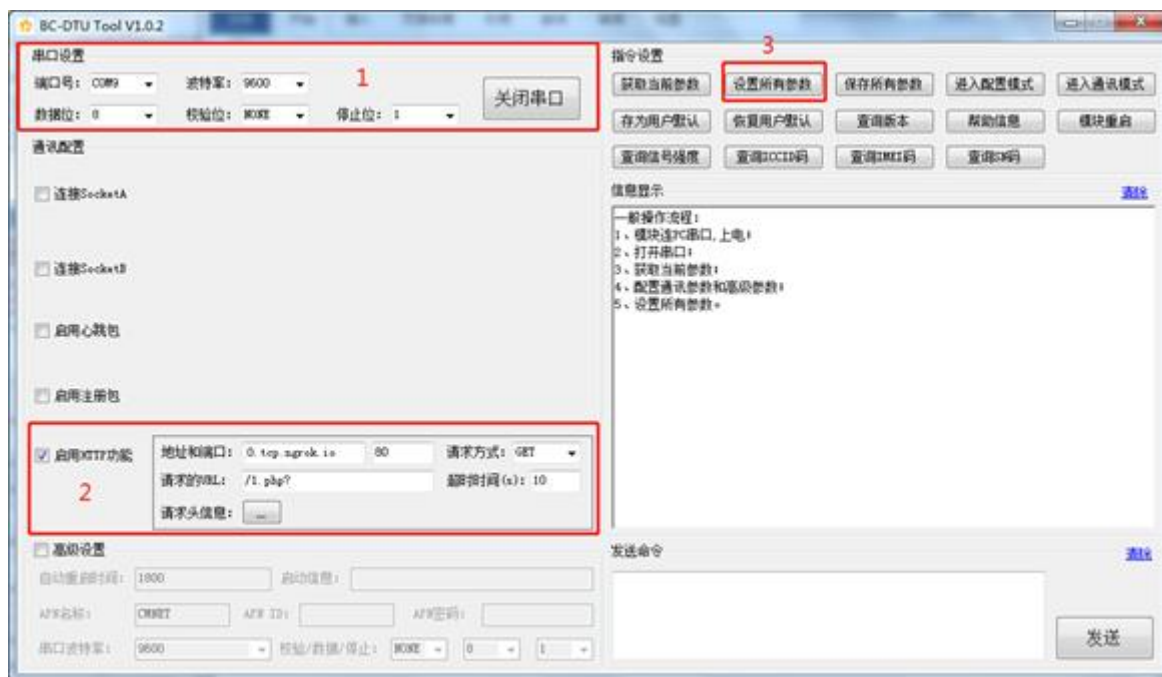 BC-DTU Tool V1.0.2
串口设置
1
端口号: COM9 波特率: 9600
关闭串口
数据位: 8 校验位: NONE 停止位: 1
通讯配置
连接SocketA
连接SocketB
启用心跳包
启用注册包
启用HTTP功能
2
地址和端口: 0.tcp.ngrok.io 80 请求方式: GET
请求的URL: /1.php? 超时时间(s): 10
请求头信息: ...
高级设置
自动重启时间: 1800 启动信息:
APN名称: CMNET APN ID: APN密码:
串口波特率: 9600 校验/数据/停止: NONE 8 1
3
指令设置
获取当前参数 设置所有参数 保存所有参数 进入配置模式 进入通讯模式
存为用户默认 恢复用户默认 查询版本 帮助信息 模块重启
查询信号强度 查询ICCID码 查询IMEI码 查询SN码
信息显示 清除
一般操作流程:
1、模块连PC串口,上电;
2、打开串口;
3、获取当前参数;
4、配置通讯参数和高级参数;
5、设置所有参数。
发送命令 清除
发送